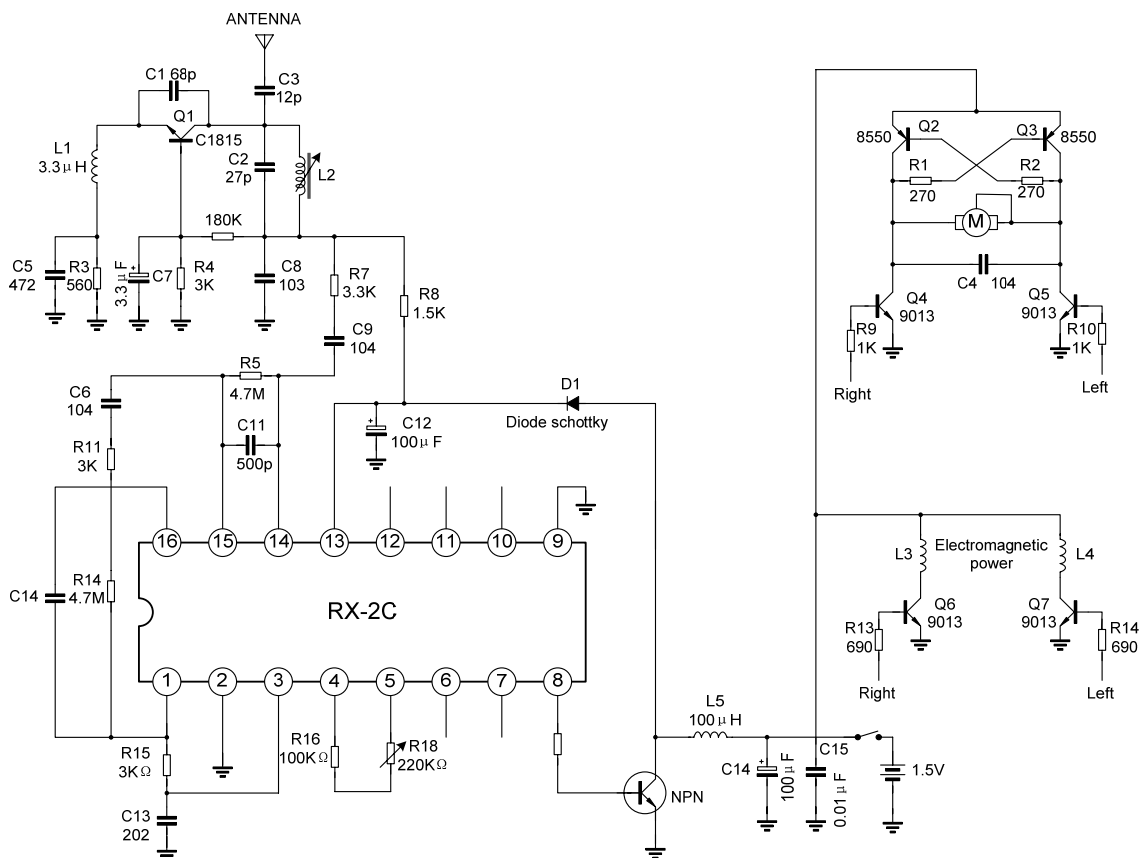 ANTENNA
C1 68p
C3
12p
Q1
C1815
L1
3.3μH
C2
27p
L2
180K
C5
472
R3
560
3.3μF
C7
R4
3K
C8
103
R7
3.3K
R8
1.5K
C9
104
R5
4.7M
C6
104
C11
500p
R11
3K
C12
100μF
D1
Diode schottky
16
15
14
13
12
11
10
9
C14
R14
4.7M
RX-2C
1
2
3
4
5
6
7
8
R15
3KΩ
C13
202
R16
100KΩ
R18
220KΩ
NPN
L5
100μH
C14
100μF
C15
0.01μF
1.5V
8550
Q2
Q3
8550
R1
270
R2
270
M
C4
104
Q4
9013
Q5
9013
R9
1K
R10
1K
Right
Left
L3
Electromagnetic
power
L4
Q6
9013
Q7
9013
R13
690
R14
690
Right
Left